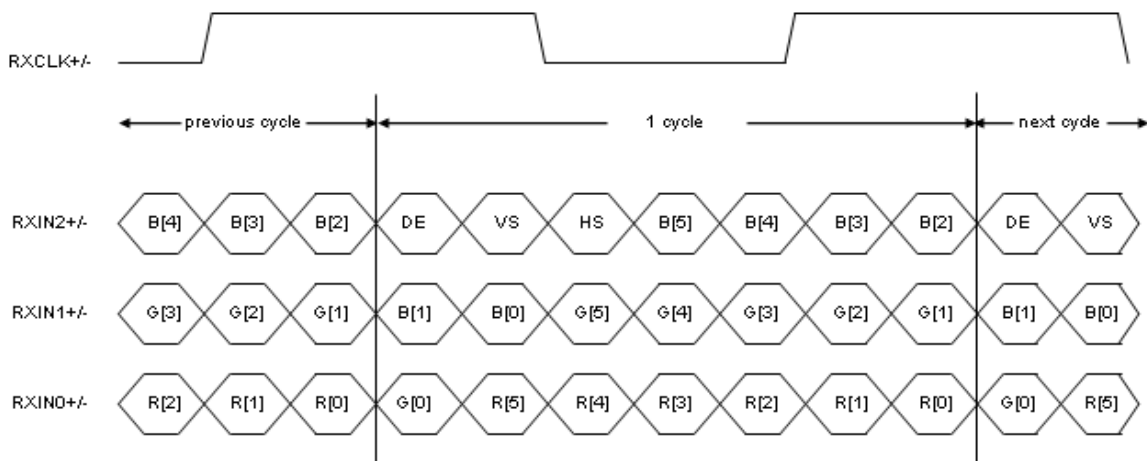 RXCLK+/-
previous cycle 1 cycle next cycle
RXIN2+/- B[4] B[3] B[2] DE VS HS B[5] B[4] B[3] B[2] DE VS
RXIN1+/- G[3] G[2] G[1] B[1] B[0] G[5] G[4] G[3] G[2] G[1] B[1] B[0]
RXIN0+/- R[2] R[1] R[0] G[0] R[5] R[4] R[3] R[2] R[1] R[0] G[0] R[5]